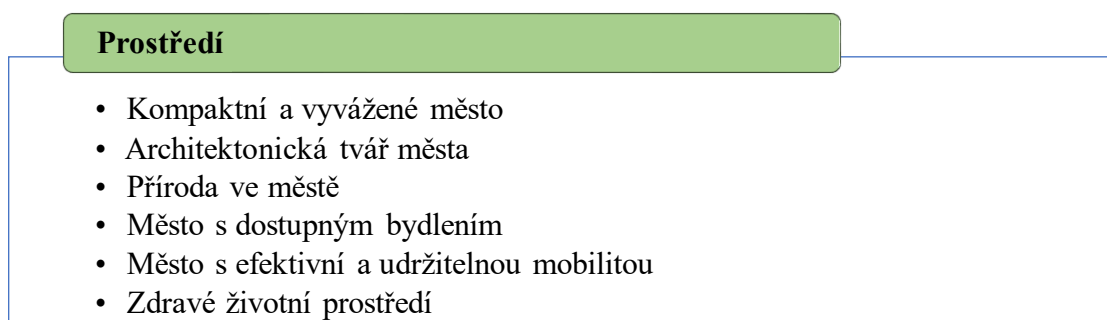 Prostředí
• Kompaktní a vyvážené město
• Architektonická tvář města
• Příroda ve městě
• Město s dostupným bydlením
• Město s efektivní a udržitelnou mobilitou
• Zdravé životní prostředí